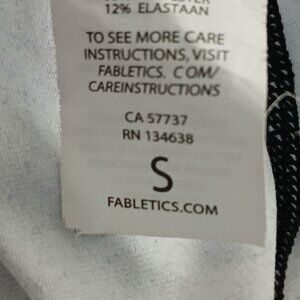 12% ELASTAAN
TO SEE MORE CARE
INSTRUCTIONS, VISIT
FABLETICS. COM/
CAREINSTRUCTIONS
CA 57737
RN 134638
S
FABLETICS.COM